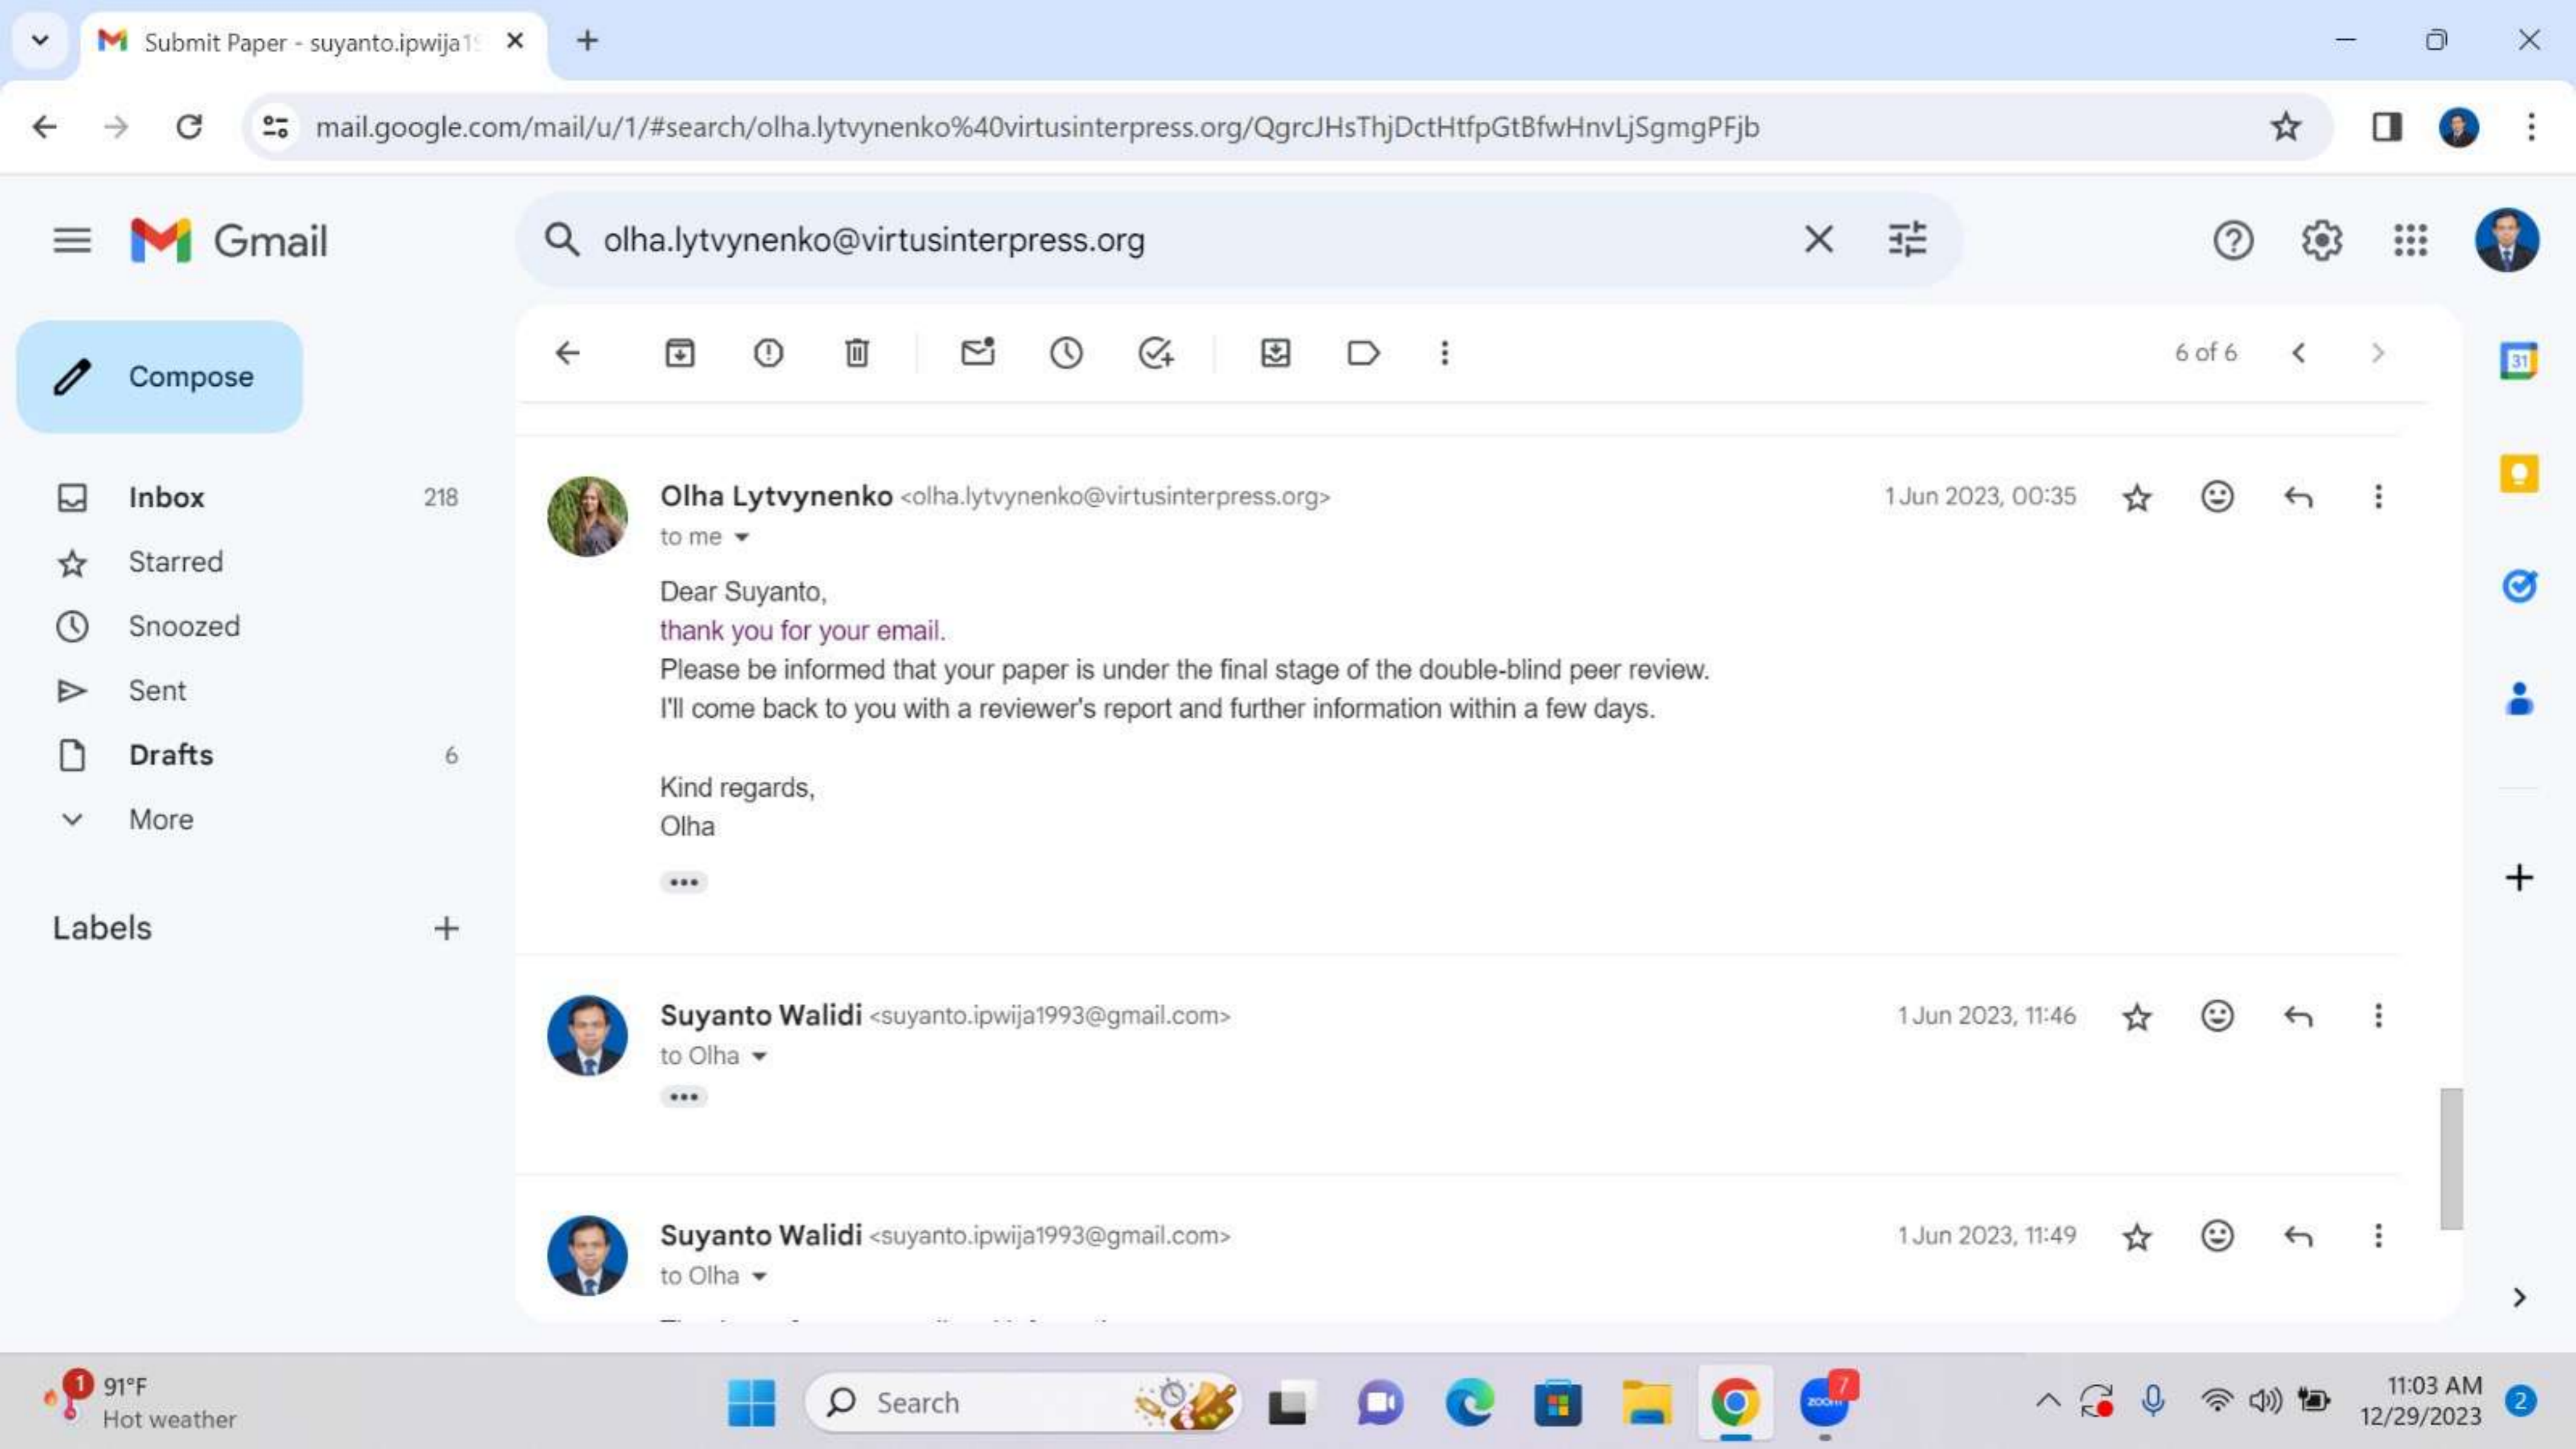 Submit Paper - suyanto.ipwija19
mail.google.com/mail/u/1/#search/olha.lytvynenko%40virtusinterpress.org/QgrcJHsThjDctHtfpGtBfwHnvLjSgmgPFjb
Gmail
olha.lytvynenko@virtusinterpress.org
Compose
6 of 6
31
Inbox 218
Starred
Snoozed
Sent
Drafts 6
More
Labels
Olha Lytvynenko <olha.lytvynenko@virtusinterpress.org> 1 Jun 2023, 00:35
to me
Dear Suyanto,
thank you for your email.
Please be informed that your paper is under the final stage of the double-blind peer review.
I'll come back to you with a reviewer's report and further information within a few days.
Kind regards,
Olha
Suyanto Walidi <suyanto.ipwija1993@gmail.com> 1 Jun 2023, 11:46
to Olha
Suyanto Walidi <suyanto.ipwija1993@gmail.com> 1 Jun 2023, 11:49
to Olha
1
91°F
Hot weather
Search
zoom
7
11:03 AM
12/29/2023
2